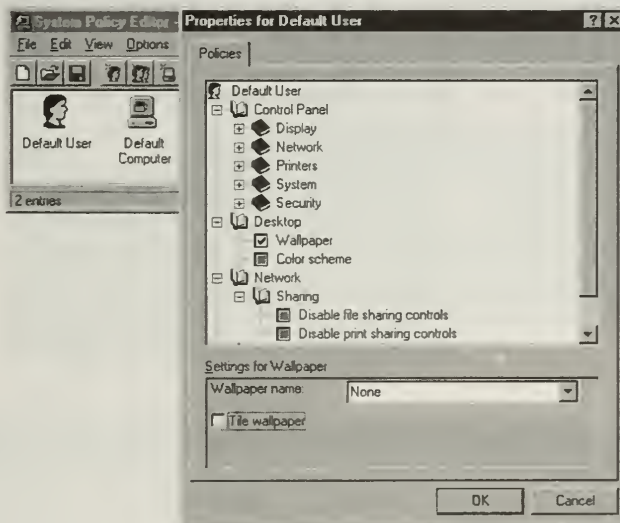 System Policy Editor -
File Edit View Options
Default User
Default Computer
2 entries
Properties for Default User
Policies
Default User
Control Panel
Display
Network
Printers
System
Security
Desktop
Wallpaper
Color scheme
Network
Sharing
Disable file sharing controls
Disable print sharing controls
Settings for Wallpaper
Wallpaper name: None
Tile wallpaper
OK Cancel